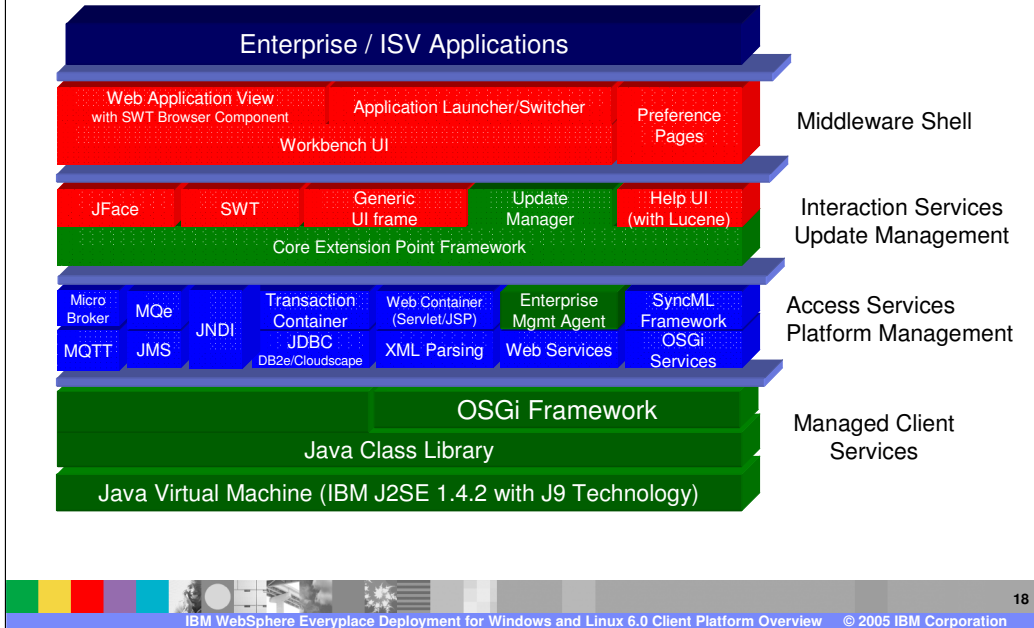 Enterprise / ISV Applications
Web Application View
with SWT Browser Component
Application Launcher/Switcher
Preference
Pages
Workbench UI
Middleware Shell
JFace
SWT
Generic
UI frame
Update
Manager
Help UI
(with Lucene)
Core Extension Point Framework
Interaction Services
Update Management
Micro
Broker
MQe
JNDI
Transaction
Container
Web Container
(Servlet/JSP)
Enterprise
Mgmt Agent
SyncML
Framework
MQTT
JMS
JDBC
DB2e/Cloudscape
XML Parsing
Web Services
OSGi
Services
Access Services
Platform Management
OSGi Framework
Java Class Library
Java Virtual Machine (IBM J2SE 1.4.2 with J9 Technology)
Managed Client
Services
18
IBM WebSphere Everyplace Deployment for Windows and Linux 6.0 Client Platform Overview © 2005 IBM Corporation